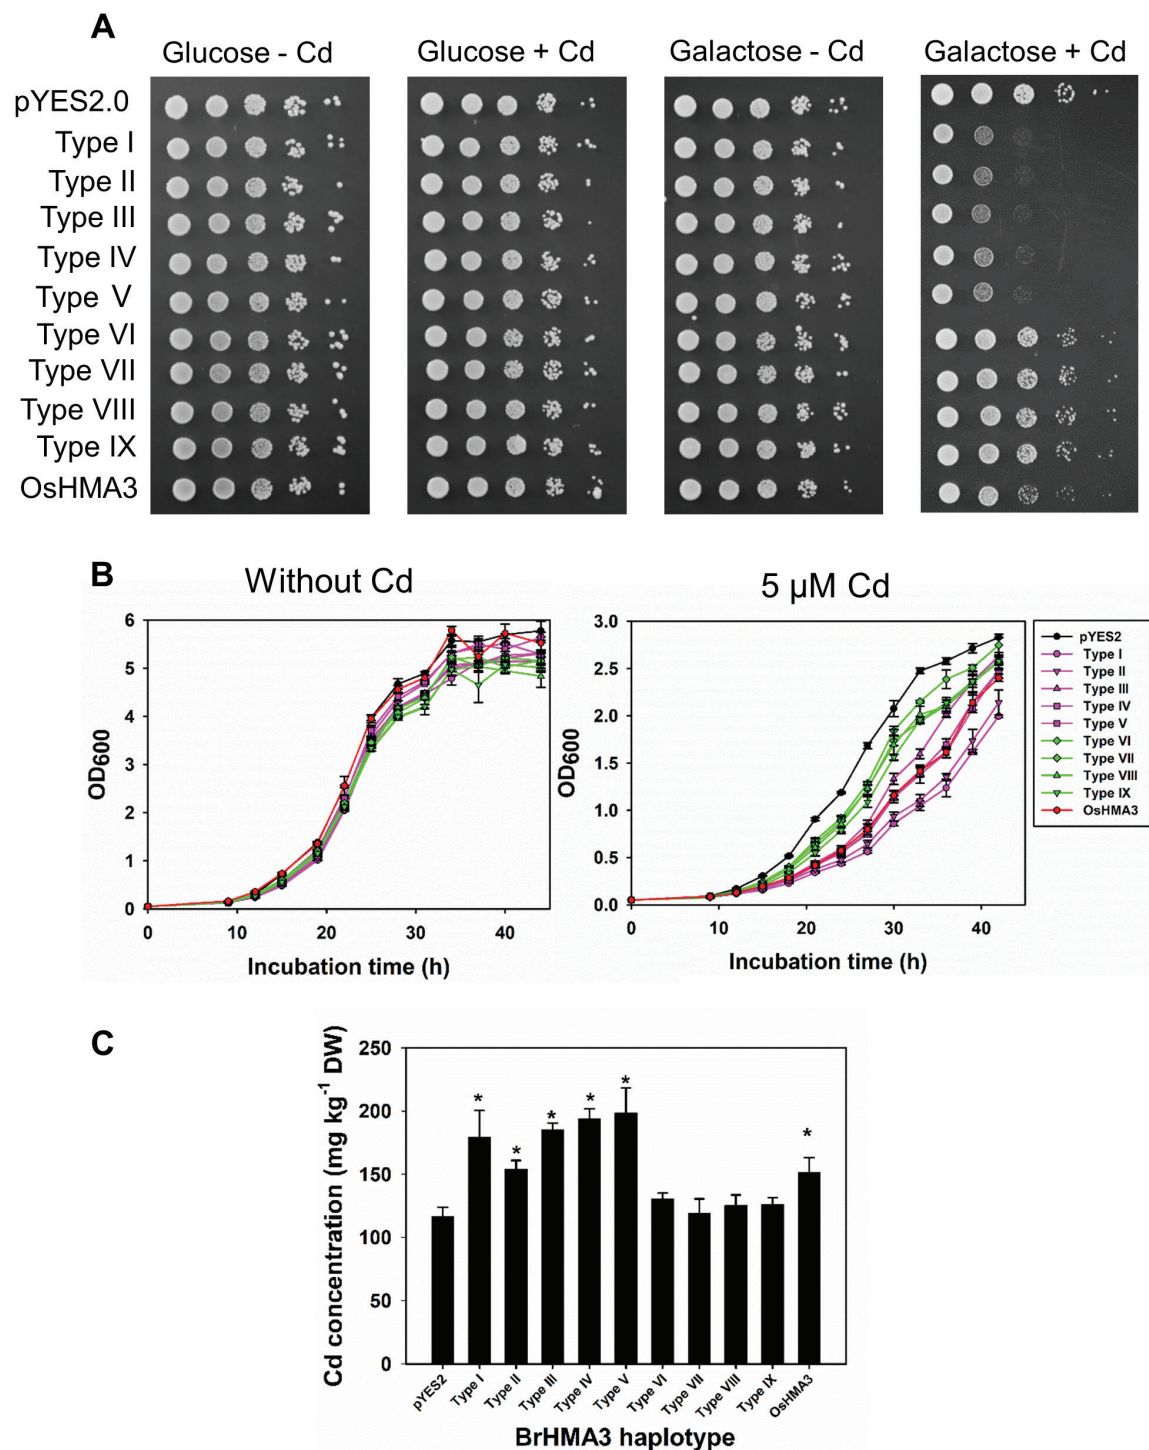 A
Glucose - Cd
Glucose + Cd
Galactose - Cd
Galactose + Cd
pYES2.0
Type I
Type II
Type III
Type IV
Type V
Type VI
Type VII
Type VIII
Type IX
OsHMA3
B
Without Cd
5 µM Cd
6
5
4
3
2
1
0
OD600
0
10
20
30
40
Incubation time (h)
3.0
2.5
2.0
1.5
1.0
0.5
0.0
OD600
0
10
20
30
40
Incubation time (h)
pYES2
Type I
Type II
Type III
Type IV
Type V
Type VI
Type VII
Type VIII
Type IX
OsHMA3
C
250
200
150
100
50
0
Cd concentration (mg kg-1 DW)
* * * * * *
pYES2
Type I
Type II
Type III
Type IV
Type V
Type VI
Type VII
Type VIII
Type IX
OsHMA3
BrHMA3 haplotype